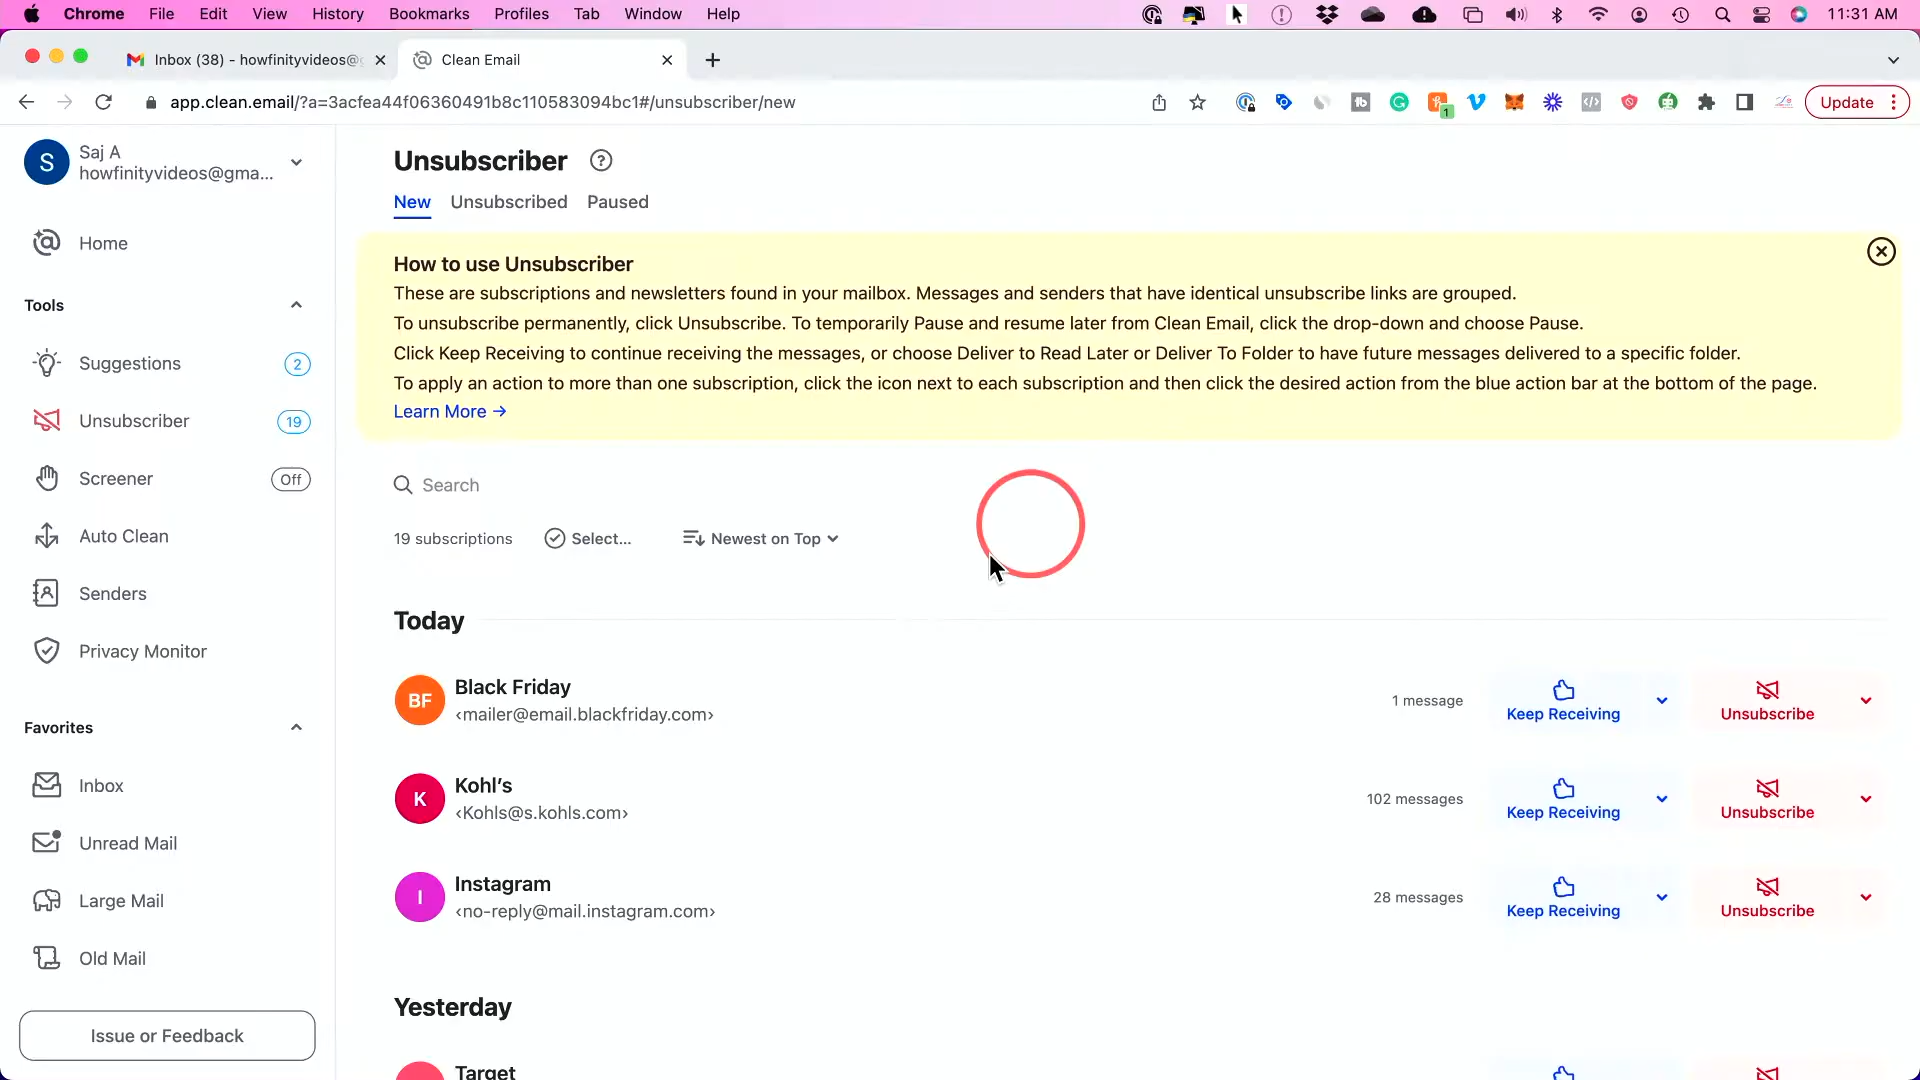 Chrome File Edit View History Bookmarks Profiles Tab Window Help 11:31 AM
Inbox (38) - howfinityvideos@g
Clean Email
app.clean.email/?a=3acfea44f06360491b8c110583094bc1#/unsubscriber/new
1
Update
S
Saj A
howfinityvideos@gma...
Home
Tools
Suggestions 2
Unsubscriber 19
Screener Off
Auto Clean
Senders
Privacy Monitor
Favorites
Inbox
Unread Mail
Large Mail
Old Mail
Issue or Feedback
Unsubscriber ?
New Unsubscribed Paused
How to use Unsubscriber
These are subscriptions and newsletters found in your mailbox. Messages and senders that have identical unsubscribe links are grouped.
To unsubscribe permanently, click Unsubscribe. To temporarily Pause and resume later from Clean Email, click the drop-down and choose Pause.
Click Keep Receiving to continue receiving the messages, or choose Deliver to Read Later or Deliver To Folder to have future messages delivered to a specific folder.
To apply an action to more than one subscription, click the icon next to each subscription and then click the desired action from the blue action bar at the bottom of the page.
Learn More →
Search
19 subscriptions Select... Newest on Top
Today
BF Black Friday
<mailer@email.blackfriday.com>
1 message Keep Receiving Unsubscribe
K Kohl's
<Kohls@s.kohls.com>
102 messages Keep Receiving Unsubscribe
I Instagram
<no-reply@mail.instagram.com>
28 messages Keep Receiving Unsubscribe
Yesterday
Target